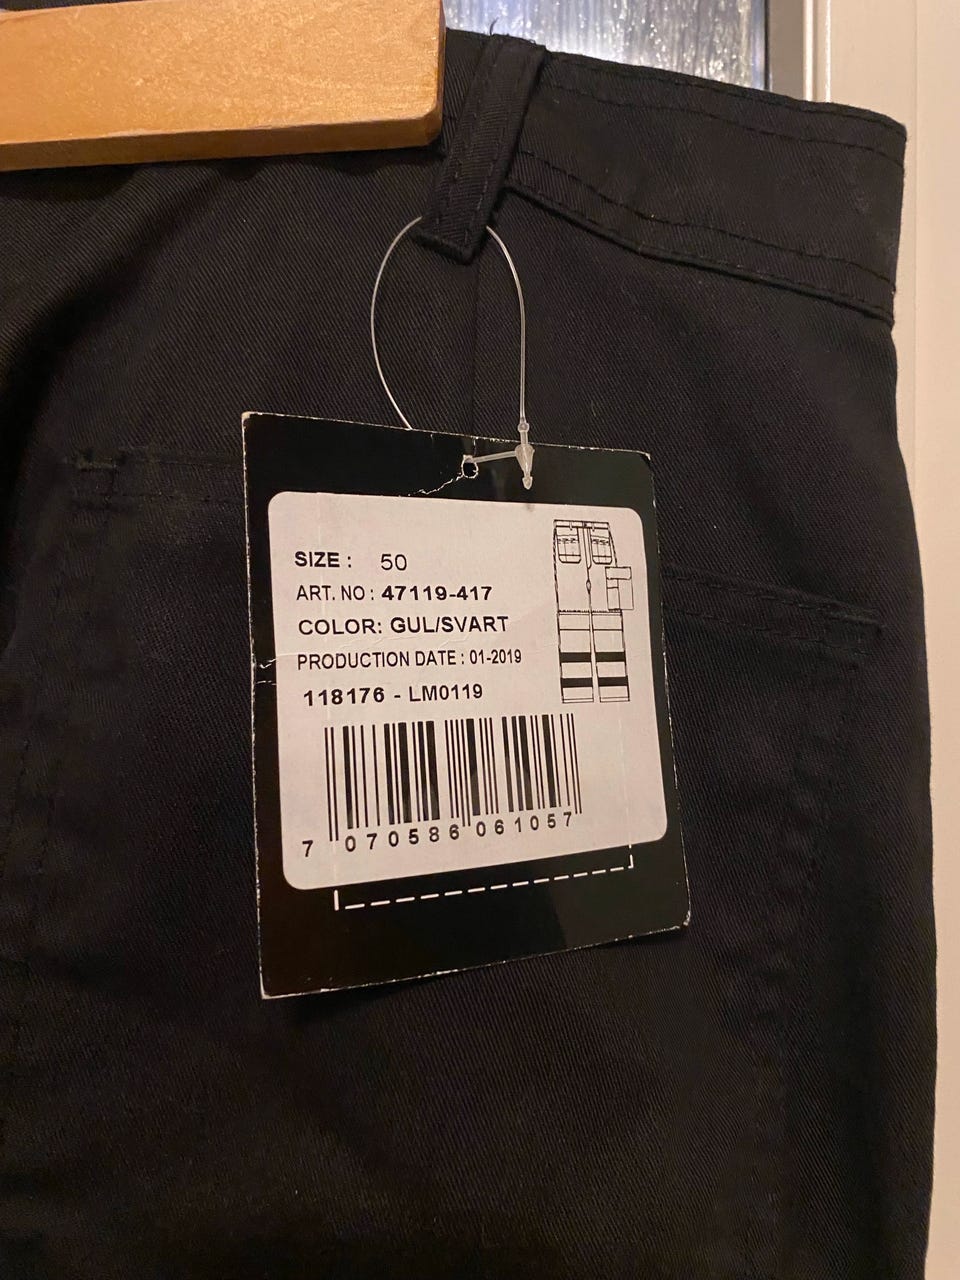 SIZE : 50
ART. NO : 47119-417
COLOR: GUL/SVART
PRODUCTION DATE : 01-2019
118176 - LM0119
7 070586 061057